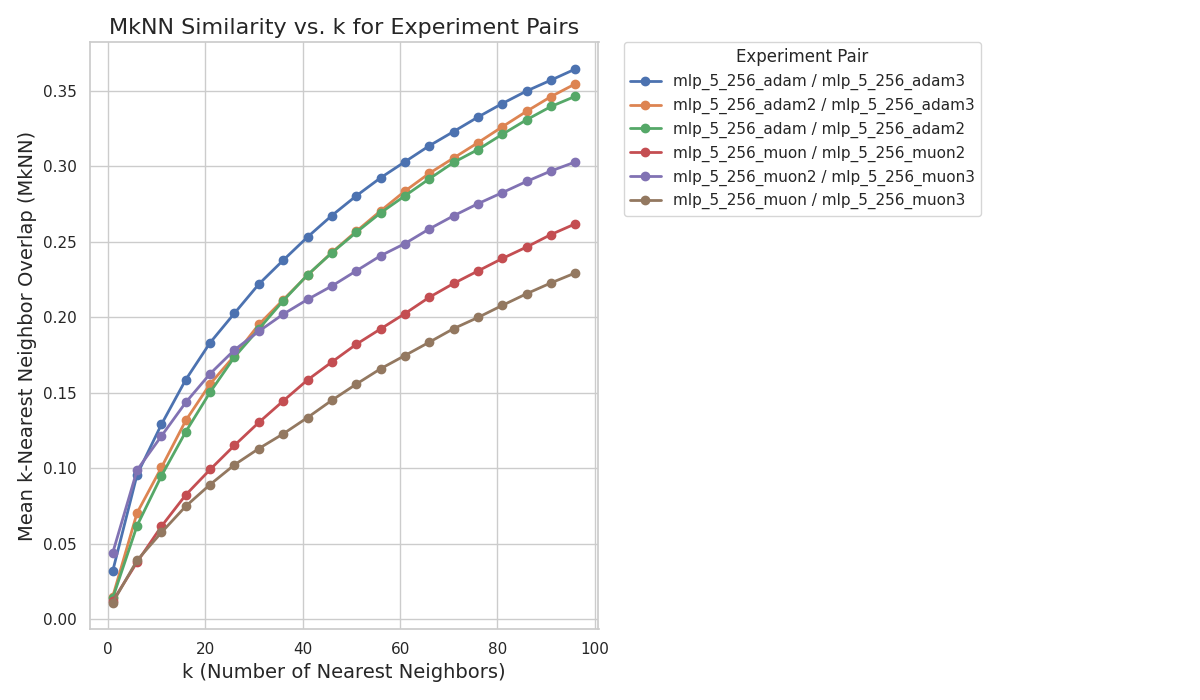 MkNN Similarity vs. k for Experiment Pairs
Mean k-Nearest Neighbor Overlap (MkNN)
0.35
0.30
0.25
0.20
0.15
0.10
0.05
0.00
0 20 40 60 80 100
k (Number of Nearest Neighbors)
Experiment Pair
mlp_5_256_adam / mlp_5_256_adam3
mlp_5_256_adam2 / mlp_5_256_adam3
mlp_5_256_adam / mlp_5_256_adam2
mlp_5_256_muon / mlp_5_256_muon2
mlp_5_256_muon2 / mlp_5_256_muon3
mlp_5_256_muon / mlp_5_256_muon3